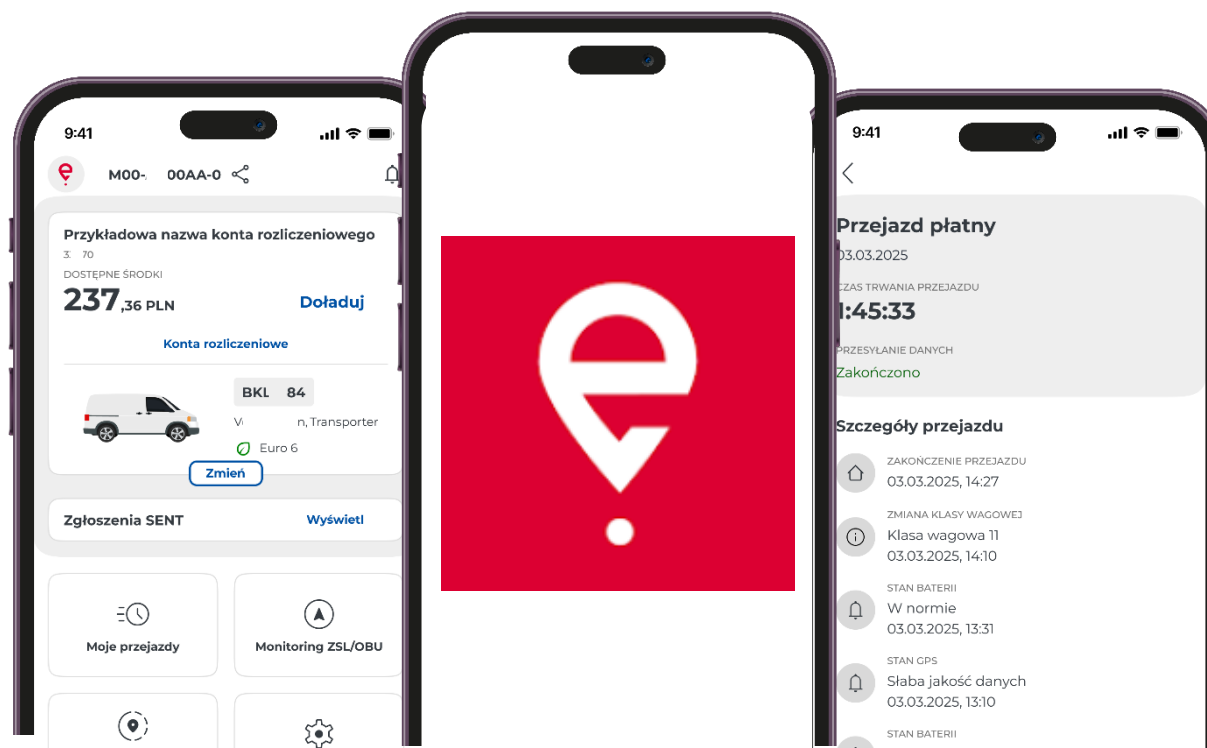 9:41
M00-. 00AA-0
Przykładowa nazwa konta rozliczeniowego
3. 70
DOSTĘPNE ŚRODKI
237,36 PLN
Doładuj
Konta rozliczeniowe
BKL 84
n, Transporter
Euro 6
Zmień
Zgłoszenia SENT
Wyświetl
Moje przejazdy
Monitoring ZSL/OBU
e
9:41
Przejazd płatny
03.03.2025
CZAS TRWANIA PRZEJAZDU
1:45:33
PRZESYŁANIE DANYCH
Zakończono
Szczegóły przejazdu
ZAKOŃCZENIE PRZEJAZDU
03.03.2025, 14:27
ZMIANA KLASY WAGOWEJ
Klasa wagowa 11
03.03.2025, 14:10
STAN BATERII
W normie
03.03.2025, 13:31
STAN GPS
Słaba jakość danych
03.03.2025, 13:10
STAN BATERII